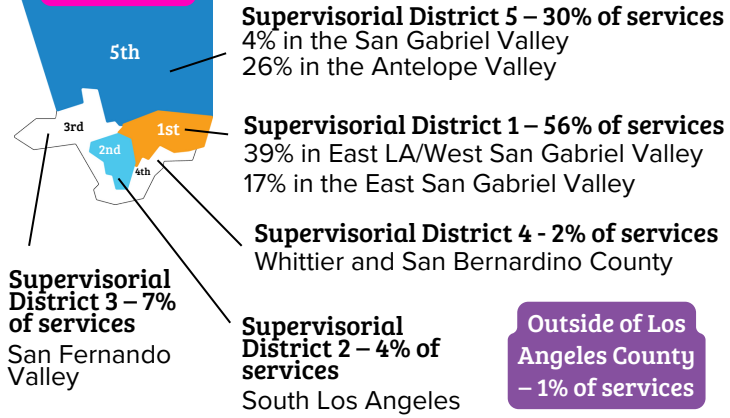 5th
3rd
1st
2nd
4th
Supervisorial District 5 – 30% of services
4% in the San Gabriel Valley
26% in the Antelope Valley
Supervisorial District 1 – 56% of services
39% in East LA/West San Gabriel Valley
17% in the East San Gabriel Valley
Supervisorial District 4 - 2% of services
Whittier and San Bernardino County
Supervisorial
District 3 – 7%
of services
San Fernando
Valley
Supervisorial
District 2 – 4% of
services
South Los Angeles
Outside of Los
Angeles County
– 1% of services